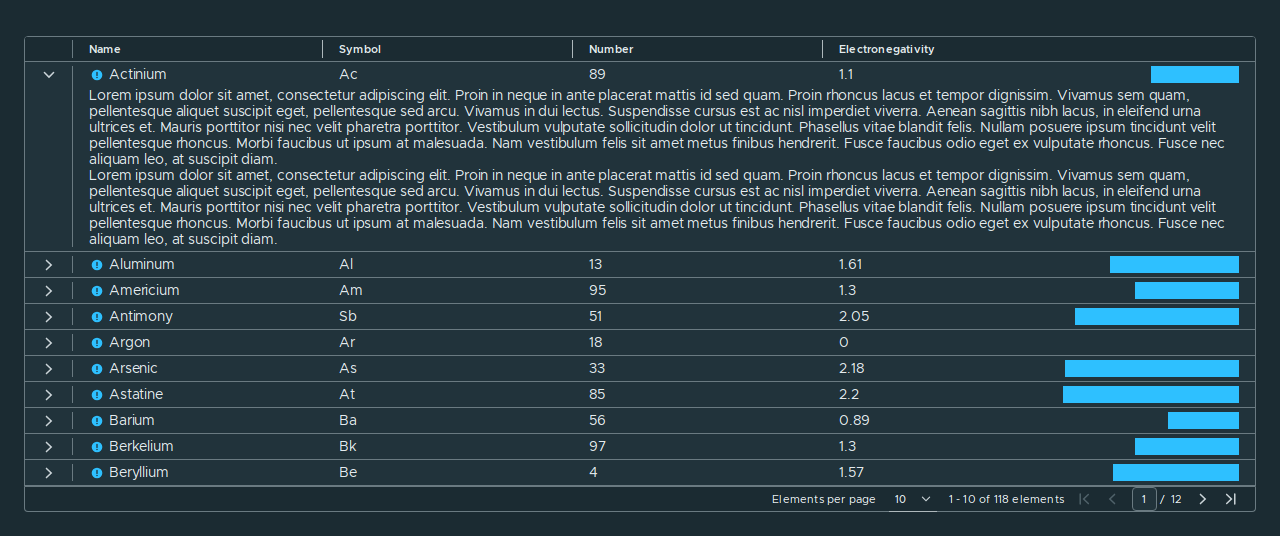 Name Symbol Number Electronegativity
Actinium Ac 89 1.1
Lorem ipsum dolor sit amet, consectetur adipiscing elit. Proin in neque in ante placerat mattis id sed quam. Proin rhoncus lacus et tempor dignissim. Vivamus sem quam,
pellentesque aliquet suscipit eget, pellentesque sed arcu. Vivamus in dui lectus. Suspendisse cursus est ac nisl imperdiet viverra. Aenean sagittis nibh lacus, in eleifend urna
ultrices et. Mauris porttitor nisi nec velit pharetra porttitor. Vestibulum vulputate sollicitudin dolor ut tincidunt. Phasellus vitae blandit felis. Nullam posuere ipsum tincidunt velit
pellentesque rhoncus. Morbi faucibus ut ipsum at malesuada. Nam vestibulum felis sit amet metus finibus hendrerit. Fusce faucibus odio eget ex vulputate rhoncus. Fusce nec
aliquam leo, at suscipit diam.
Lorem ipsum dolor sit amet, consectetur adipiscing elit. Proin in neque in ante placerat mattis id sed quam. Proin rhoncus lacus et tempor dignissim. Vivamus sem quam,
pellentesque aliquet suscipit eget, pellentesque sed arcu. Vivamus in dui lectus. Suspendisse cursus est ac nisl imperdiet viverra. Aenean sagittis nibh lacus, in eleifend urna
ultrices et. Mauris porttitor nisi nec velit pharetra porttitor. Vestibulum vulputate sollicitudin dolor ut tincidunt. Phasellus vitae blandit felis. Nullam posuere ipsum tincidunt velit
pellentesque rhoncus. Morbi faucibus ut ipsum at malesuada. Nam vestibulum felis sit amet metus finibus hendrerit. Fusce faucibus odio eget ex vulputate rhoncus. Fusce nec
aliquam leo, at suscipit diam.
Aluminum Al 13 1.61
Americium Am 95 1.3
Antimony Sb 51 2.05
Argon Ar 18 0
Arsenic As 33 2.18
Astatine At 85 2.2
Barium Ba 56 0.89
Berkelium Bk 97 1.3
Beryllium Be 4 1.57
Elements per page 10 1 - 10 of 118 elements 1 / 12